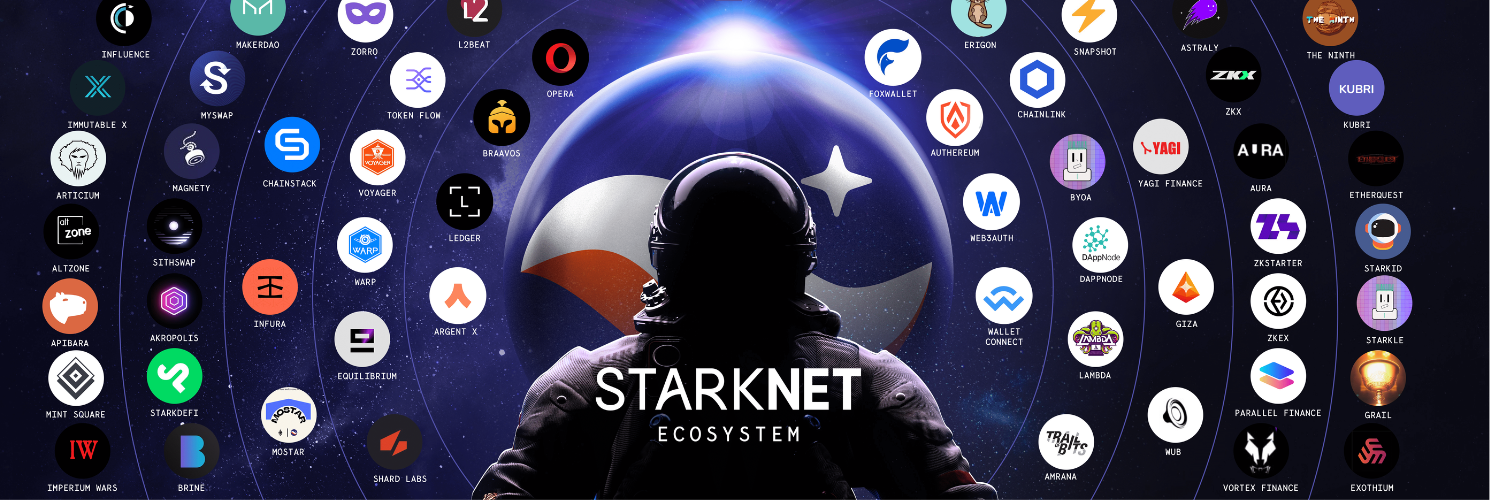 INFLUENCE
MAKERDAO
ZORRO
L2
L2BEAT
OPERA
FOXWALLET
ERIGON
SNAPSHOT
ASTRALY
THE NINTH
THE NINTH
IMMUTABLE X
MYSWAP
TOKEN FLOW
BRAAVOS
AUTHEREUM
CHAINLINK
ZKX
ZKX
KUBRI
KUBRI
ARTICIUM
MAGNETY
CHAINSTACK
VOYAGER
VOYAGER
LEDGER
WEB3AUTH
BYOA
YAGI
YAGI FINANCE
AURA
AURA
ETHERQUEST
alt
zone
ALTZONE
SITHSWAP
WARP
WARP
DAppNode
DAPPNODE
ZKSTARTER
STARKID
APIBARA
AKROPOLIS
INFURA
ARGENT X
WALLET
CONNECT
GIZA
ZKEX
STARKLE
MINT SQUARE
STARKDEFI
EQUILIBRIUM
LAMBDA
LAMBDA
PARALLEL FINANCE
GRAIL
STARKNET
ECOSYSTEM
IW
IMPERIUM WARS
BRINE
MOSTAR
MOSTAR
SHARD LABS
TRAIL
OF BITS
AMRANA
WUB
VORTEX FINANCE
EXOTHIUM